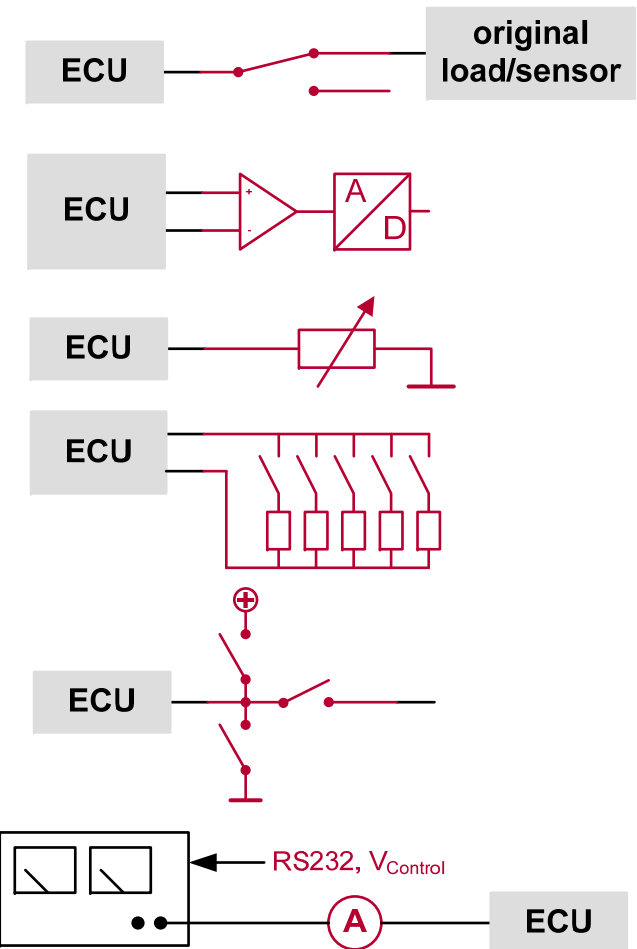 ECU
original
load/sensor
ECU
+
-
A
D
ECU
ECU
+
ECU
RS232, VControl
A
ECU